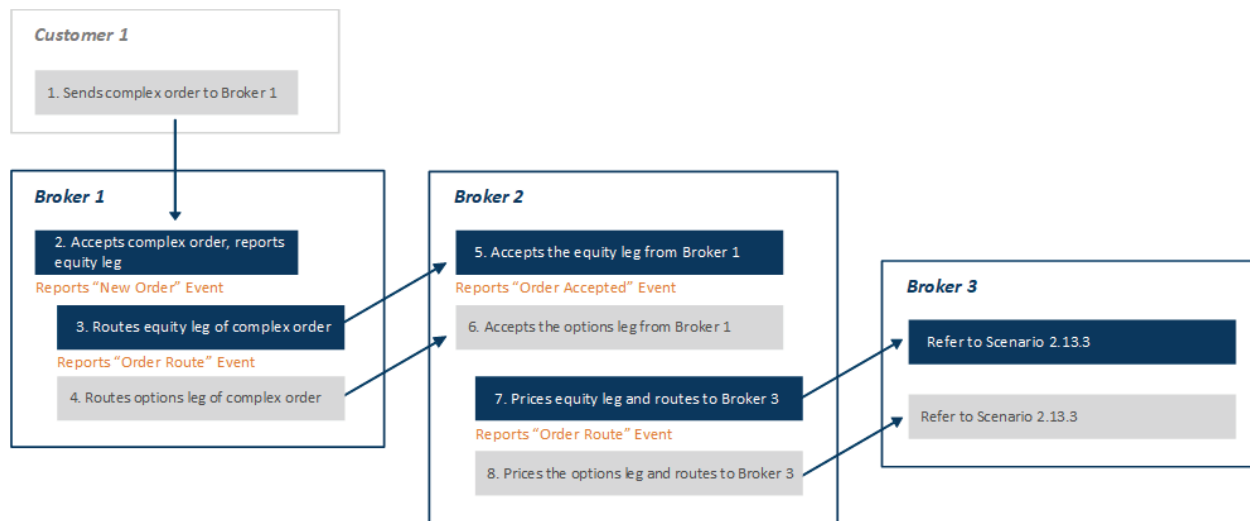 Customer 1
1. Sends complex order to Broker 1
Broker 1
2. Accepts complex order, reports
equity leg
Reports “New Order” Event
3. Routes equity leg of complex order
Reports “Order Route” Event
4. Routes options leg of complex order
Broker 2
5. Accepts the equity leg from Broker 1
Reports “Order Accepted” Event
6. Accepts the options leg from Broker 1
7. Prices equity leg and routes to Broker 3
Reports “Order Route” Event
8. Prices the options leg and routes to Broker 3
Broker 3
Refer to Scenario 2.13.3
Refer to Scenario 2.13.3